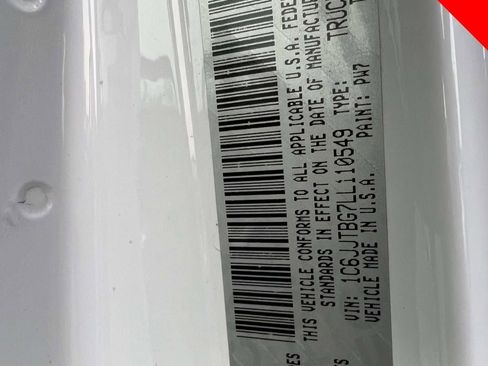 ES
THIS VEHICLE CONFORMS TO ALL APPLICABLE U.S.A. FEDE
STANDARDS IN EFFECT ON THE DATE OF MANUFACTUR
VIN: 1C6JJTBG7LL110549 TYPE: TRUC
VEHICLE MADE IN U.S.A. PAINT: PW7